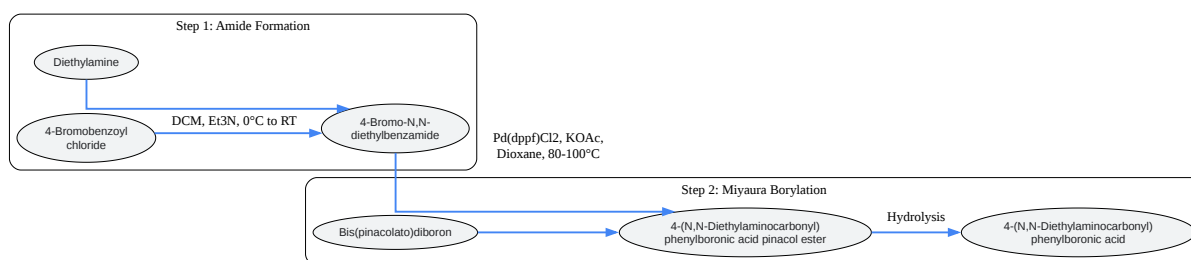 Step 1: Amide Formation
Diethylamine
4-Bromobenzoyl
chloride
DCM, Et3N, 0°C to RT
4-Bromo-N,N-
diethylbenzamide
Pd(dppf)Cl2, KOAc,
Dioxane, 80-100°C
Step 2: Miyaura Borylation
Bis(pinacolato)diboron
4-(N,N-Diethylaminocarbonyl)
phenylboronic acid pinacol ester
Hydrolysis
4-(N,N-Diethylaminocarbonyl)
phenylboronic acid